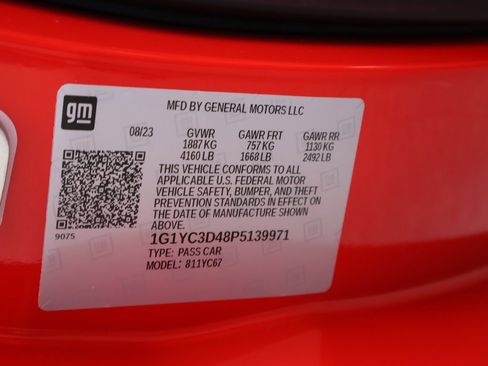 gm
MFD BY GENERAL MOTORS LLC
08/23 GVWR GAWR FRT GAWR RR
1887 KG 757 KG 1130 KG
4160 LB 1668 LB 2492 LB
THIS VEHICLE CONFORMS TO ALL
APPLICABLE U.S. FEDERAL MOTOR
VEHICLE SAFETY, BUMPER, AND THEFT
PREVENTION STANDARDS IN EFFECT ON
THE DATE OF MANUFACTURE SHOWN
ABOVE.
9075
1G1YC3D48P5139971
TYPE: PASS CAR
MODEL: 811YC67